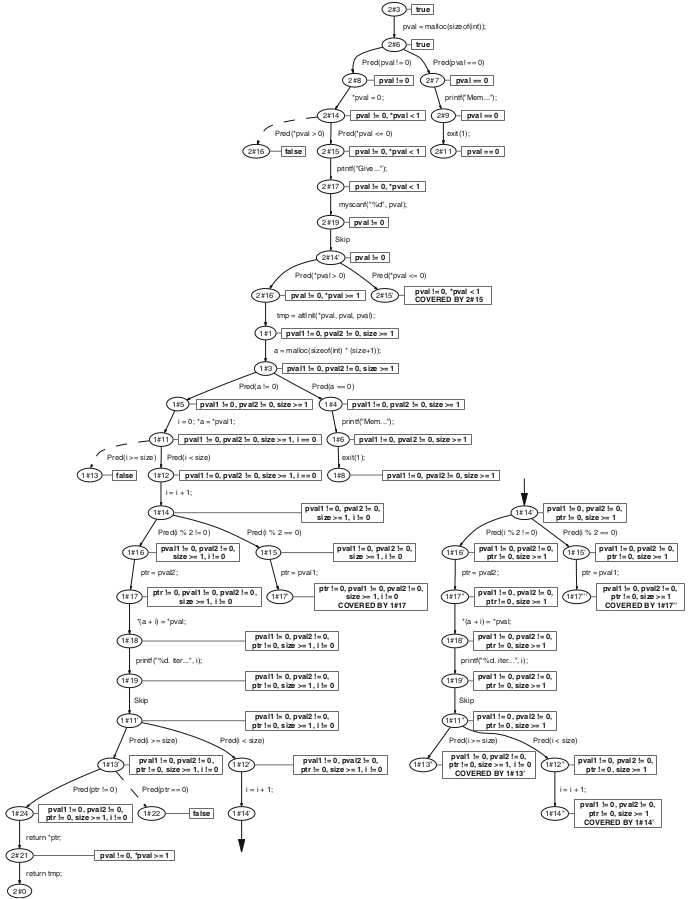 2#3 true
pval = malloc(sizeof(int));
2#6 true
Pred(pval != 0) Pred(pval == 0)
2#8 pval != 0 2#7 pval == 0
*pval = 0; printf("Mem...");
2#14 pval != 0, *pval < 1 2#9 pval == 0
Pred(*pval > 0) Pred(*pval <= 0) exit(1);
2#16 false 2#15 pval != 0, *pval < 1 2#11 pval == 0
printf("Give...");
2#17 pval != 0, *pval < 1
myscanf("%d", pval);
2#19 pval != 0
Skip
2#14' pval != 0
Pred(*pval > 0) Pred(*pval <= 0)
2#16' pval != 0, *pval >= 1 2#15' pval != 0, *pval < 1
COVERED BY 2#15
tmp = altInit(*pval, pval, pval);
1#1 pval1 != 0, pval2 != 0, size >= 1
a = malloc(sizeof(int) * (size+1));
1#3 pval1 != 0, pval2 != 0, size >= 1
Pred(a != 0) Pred(a == 0)
1#5 pval1 != 0, pval2 != 0, size >= 1 1#4 pval1 != 0, pval2 != 0, size >= 1
i = 0; *a = *pval1; printf("Mem...");
1#11 pval1 != 0, pval2 != 0, size >= 1, i == 0 1#6 pval1 != 0, pval2 != 0, size >= 1
Pred(i >= size) Pred(i < size) exit(1);
1#13 false 1#12 pval1 != 0, pval2 != 0, size >= 1, i == 0 1#8 pval1 != 0, pval2 != 0, size >= 1
i = i + 1;
1#14 pval1 != 0, pval2 != 0,
size >= 1, i != 0
1#14' pval1 != 0, pval2 != 0,
ptr != 0, size >= 1
Pred(i % 2 != 0) Pred(i % 2 == 0) Pred(i % 2 != 0) Pred(i % 2 == 0)
1#16 pval1 != 0, pval2 != 0,
size >= 1, i != 0
1#15 pval1 != 0, pval2 != 0,
size >= 1, i != 0
1#16' pval1 != 0, pval2 != 0,
ptr != 0, size >= 1
1#15' pval1 != 0, pval2 != 0,
ptr != 0, size >= 1
ptr = pval2; ptr = pval1; ptr = pval2; ptr = pval1;
1#17 ptr != 0, pval1 != 0, pval2 != 0,
size >= 1, i != 0
1#17' ptr != 0, pval1 != 0, pval2 != 0,
size >= 1, i != 0
COVERED BY 1#17
1#17'' pval1 != 0, pval2 != 0,
ptr != 0, size >= 1
1#17''' ptr != 0, pval1 != 0, pval2 != 0,
size >= 1
COVERED BY 1#17''
*(a + i) = *pval; *(a + i) = *pval;
1#18 pval1 != 0, pval2 != 0,
ptr != 0, size >= 1, i != 0
1#18' pval1 != 0, pval2 != 0,
ptr != 0, size >= 1
printf("%d. iter...", i); printf("%d. iter...", i);
1#19 pval1 != 0, pval2 != 0,
ptr != 0, size >= 1, i != 0
1#19' pval1 != 0, pval2 != 0,
ptr != 0, size >= 1
Skip Skip
1#11' pval1 != 0, pval2 != 0,
ptr != 0, size >= 1, i != 0
1#11'' pval1 != 0, pval2 != 0,
ptr != 0, size >= 1
Pred(i >= size) Pred(i < size) Pred(i >= size) Pred(i < size)
1#13' pval1 != 0, pval2 != 0,
ptr != 0, size >= 1, i != 0
1#12' pval1 != 0, pval2 != 0,
ptr != 0, size >= 1, i != 0
1#13'' pval1 != 0, pval2 != 0,
ptr != 0, size >= 1, i != 0
COVERED BY 1#13'
1#12'' pval1 != 0, pval2 != 0,
ptr != 0, size >= 1
Pred(ptr != 0) Pred(ptr == 0) i = i + 1; i = i + 1;
1#24 pval1 != 0, pval2 != 0,
ptr != 0, size >= 1, i != 0
1#22 false 1#14'
1#14'' pval1 != 0, pval2 != 0,
ptr != 0, size >= 1
COVERED BY 1#14'
return *ptr;
2#21 pval != 0, *pval >= 1
return tmp;
2#0